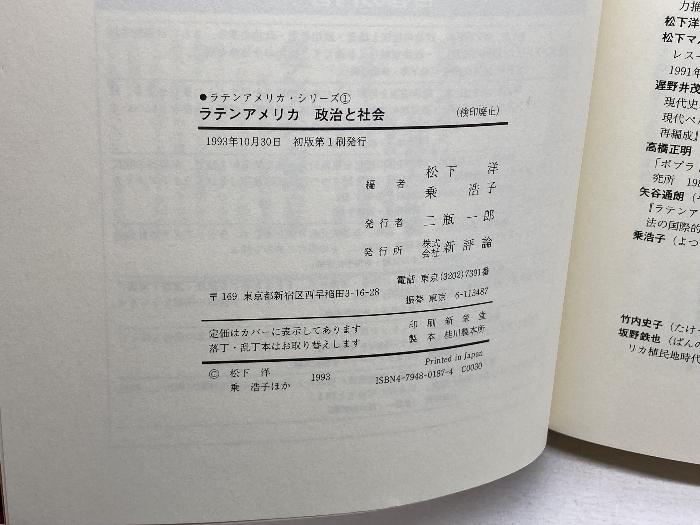 ●ラテンアメリカ・シリーズ①
ラテンアメリカ 政治と社会 (検印廃止)
1993年10月30日 初版第1刷発行
編者 松下 洋
乗 浩子
発行者 二瓶一郎
発行所 株式会社 新評論
〒169 東京都新宿区西早稲田3-16-28
電話 東京(3202)7391番
振替 東京 6-113487
定価はカバーに表示してあります
落丁・乱丁本はお取り替えします
印刷 新栄堂
製本 桂川製本所
© 松下 洋
乗 浩子ほか 1993
Printed in Japan
ISBN4-7948-0187-4 C0030
松下洋
松下マ
レス
1991年
遅野井茂
現代史
現代ペル
再編成』
高橋正明
「ポプラ
究所 198
矢谷通朗
『ラテンア
法の国際的
乗浩子(よつ
竹内史子(たけ
坂野鉄也(ばんの
リカ植民地時代